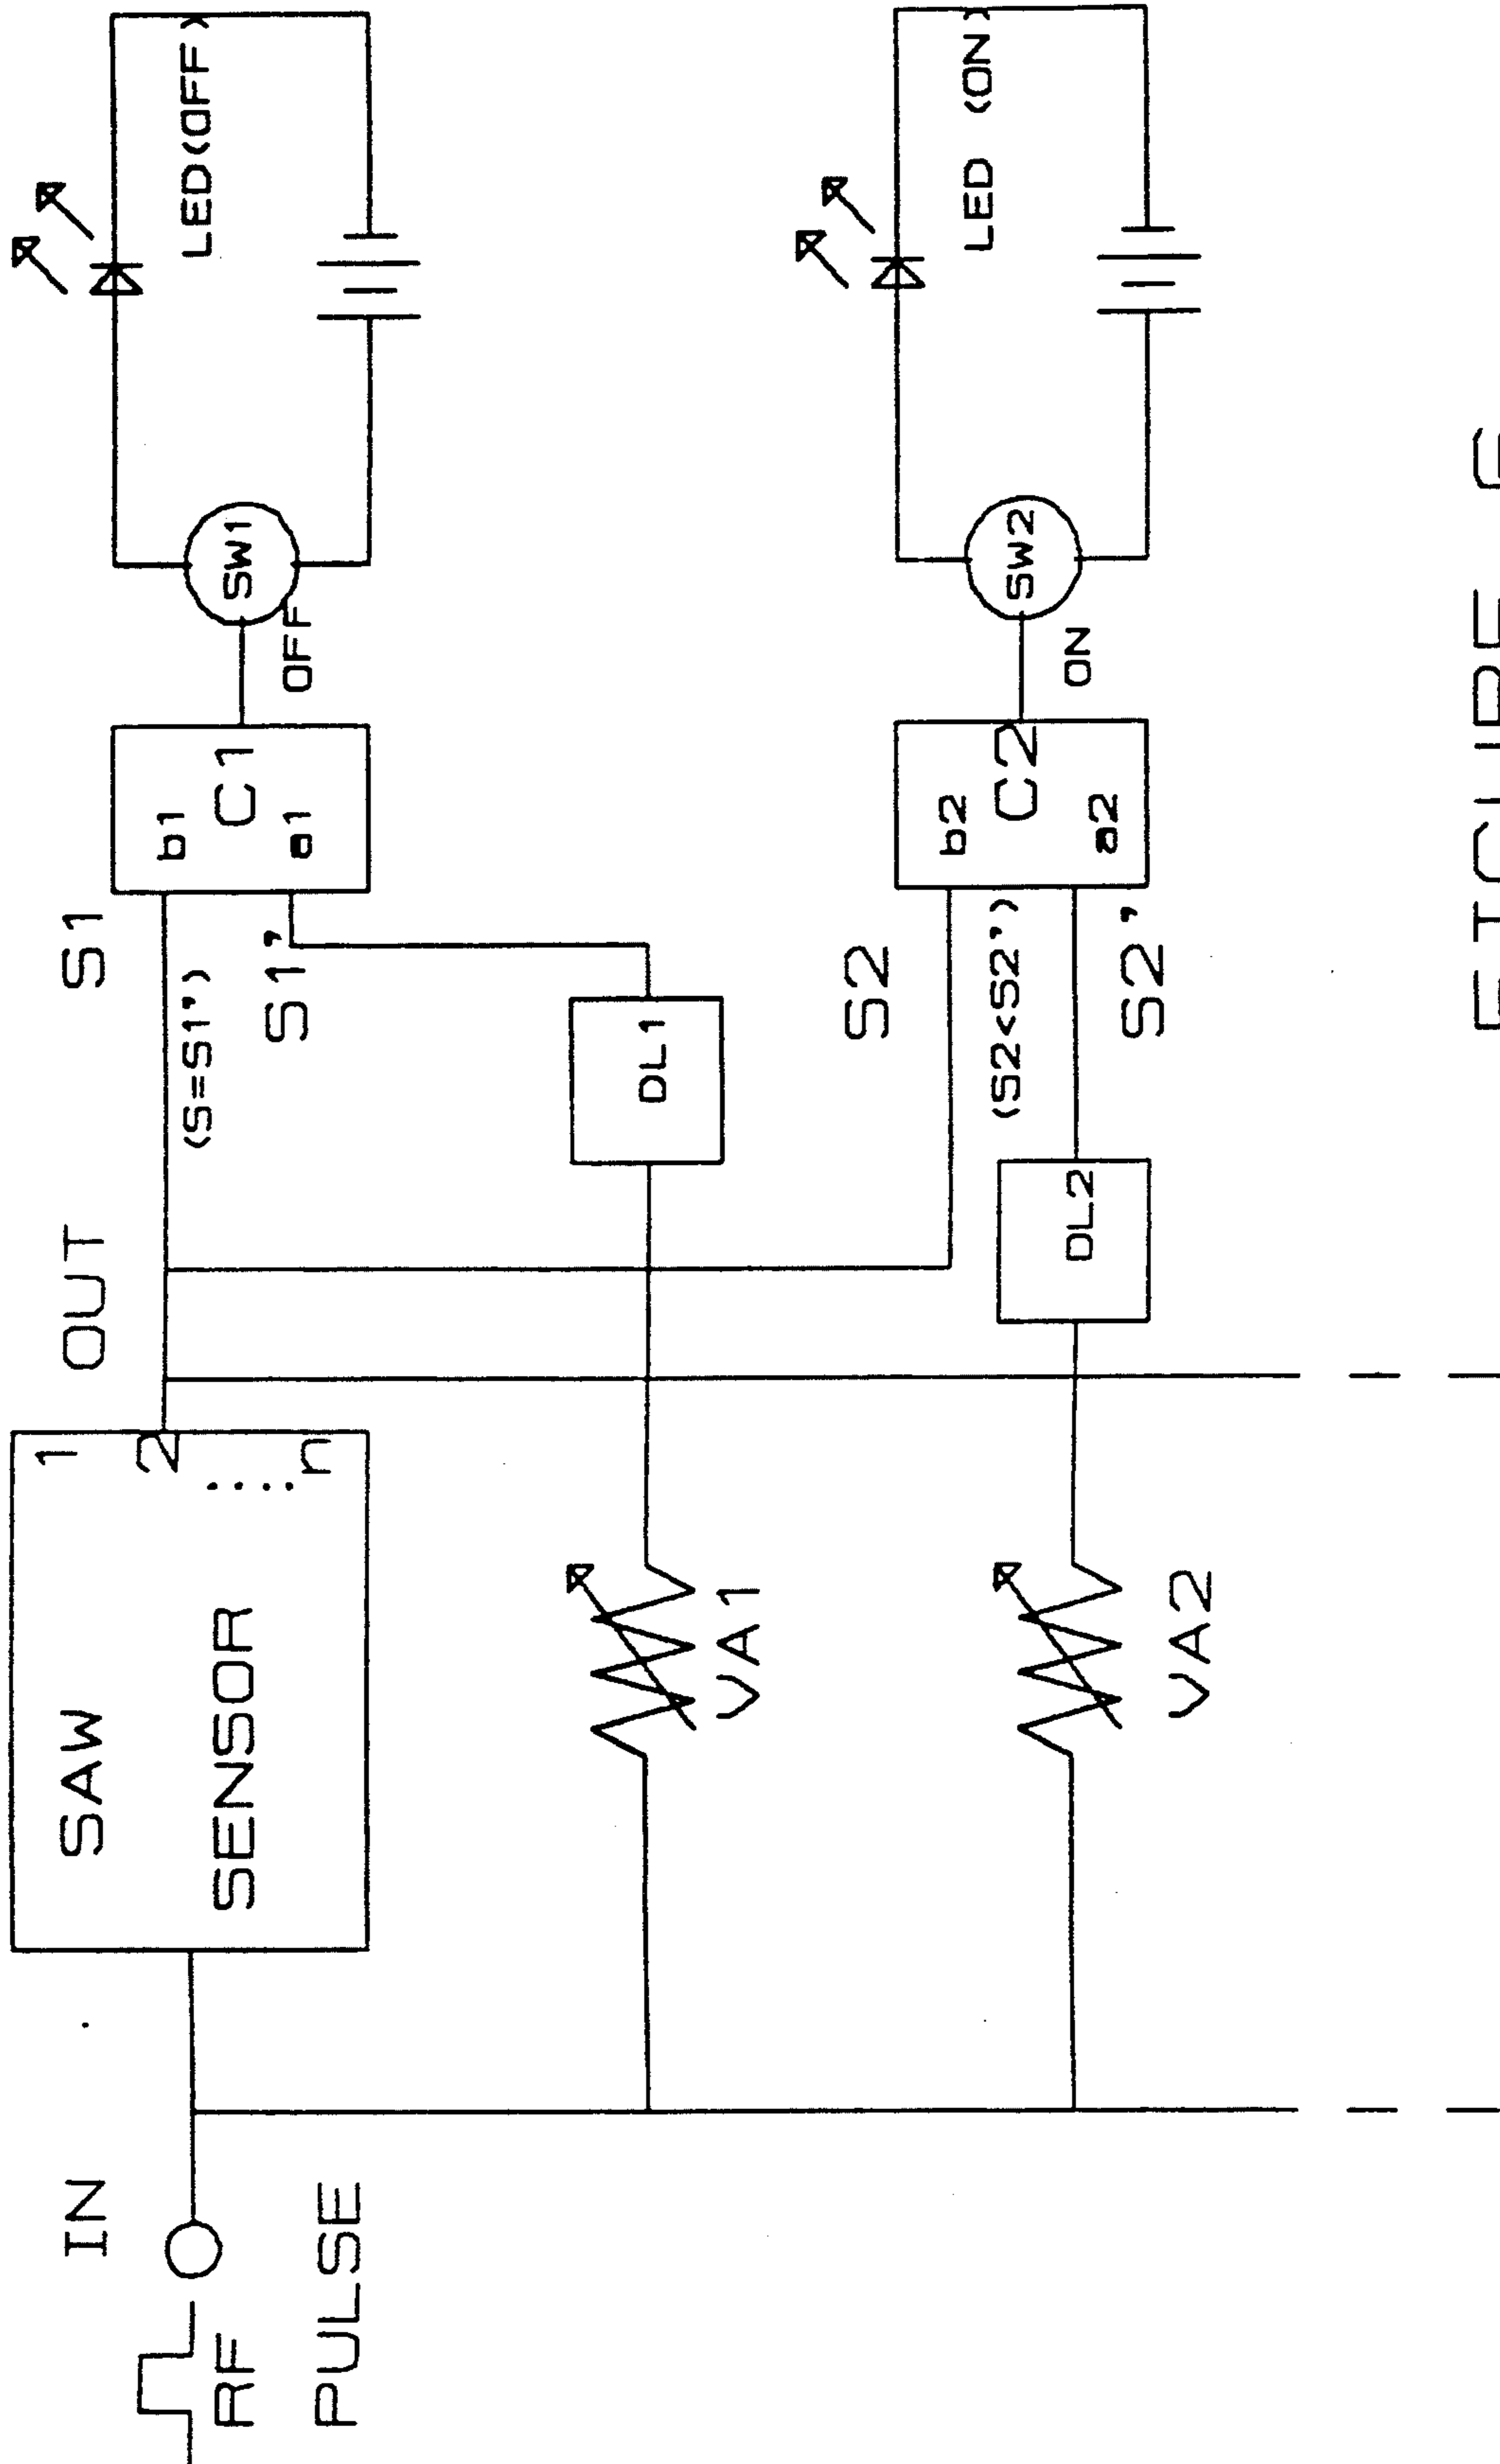 IN
RF
PULSE
SAW
SENSOR
1
2
....
n
OUT
VA1
VA2
DL1
DL2
S1
(S=S1')
S1'
b1
C1
a1
OFF
SW1
LED(OFF)
S2
(S2<S2')
S2'
b2
C2
a2
ON
SW2
LED (ON)